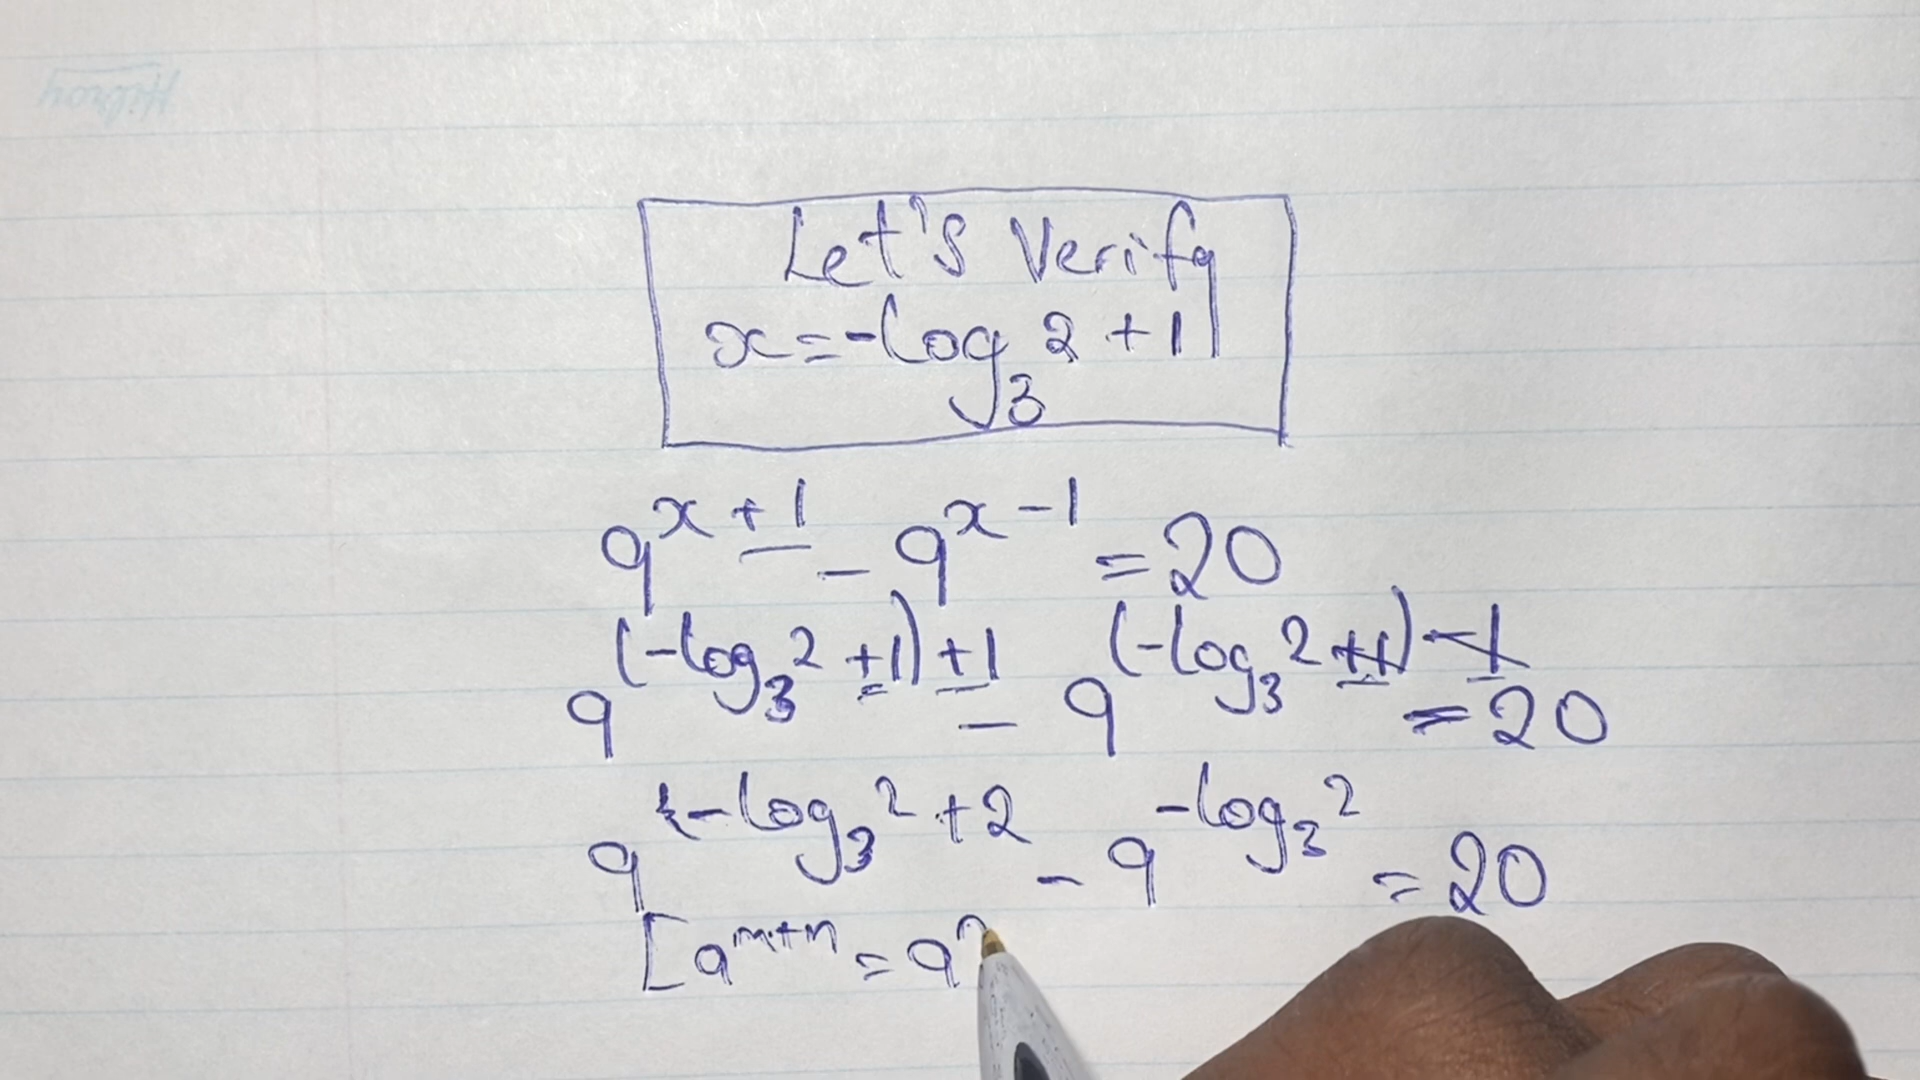 Hilroy
Let's Verify
x=-log₃2+1
9^(x+1) - 9^(x-1) = 20
9^((-log₃2+1)+1) - 9^((-log₃2+1)-1) = 20
9^(-log₃2+2) - 9^(-log₃2) = 20
[a^(m+n) = a